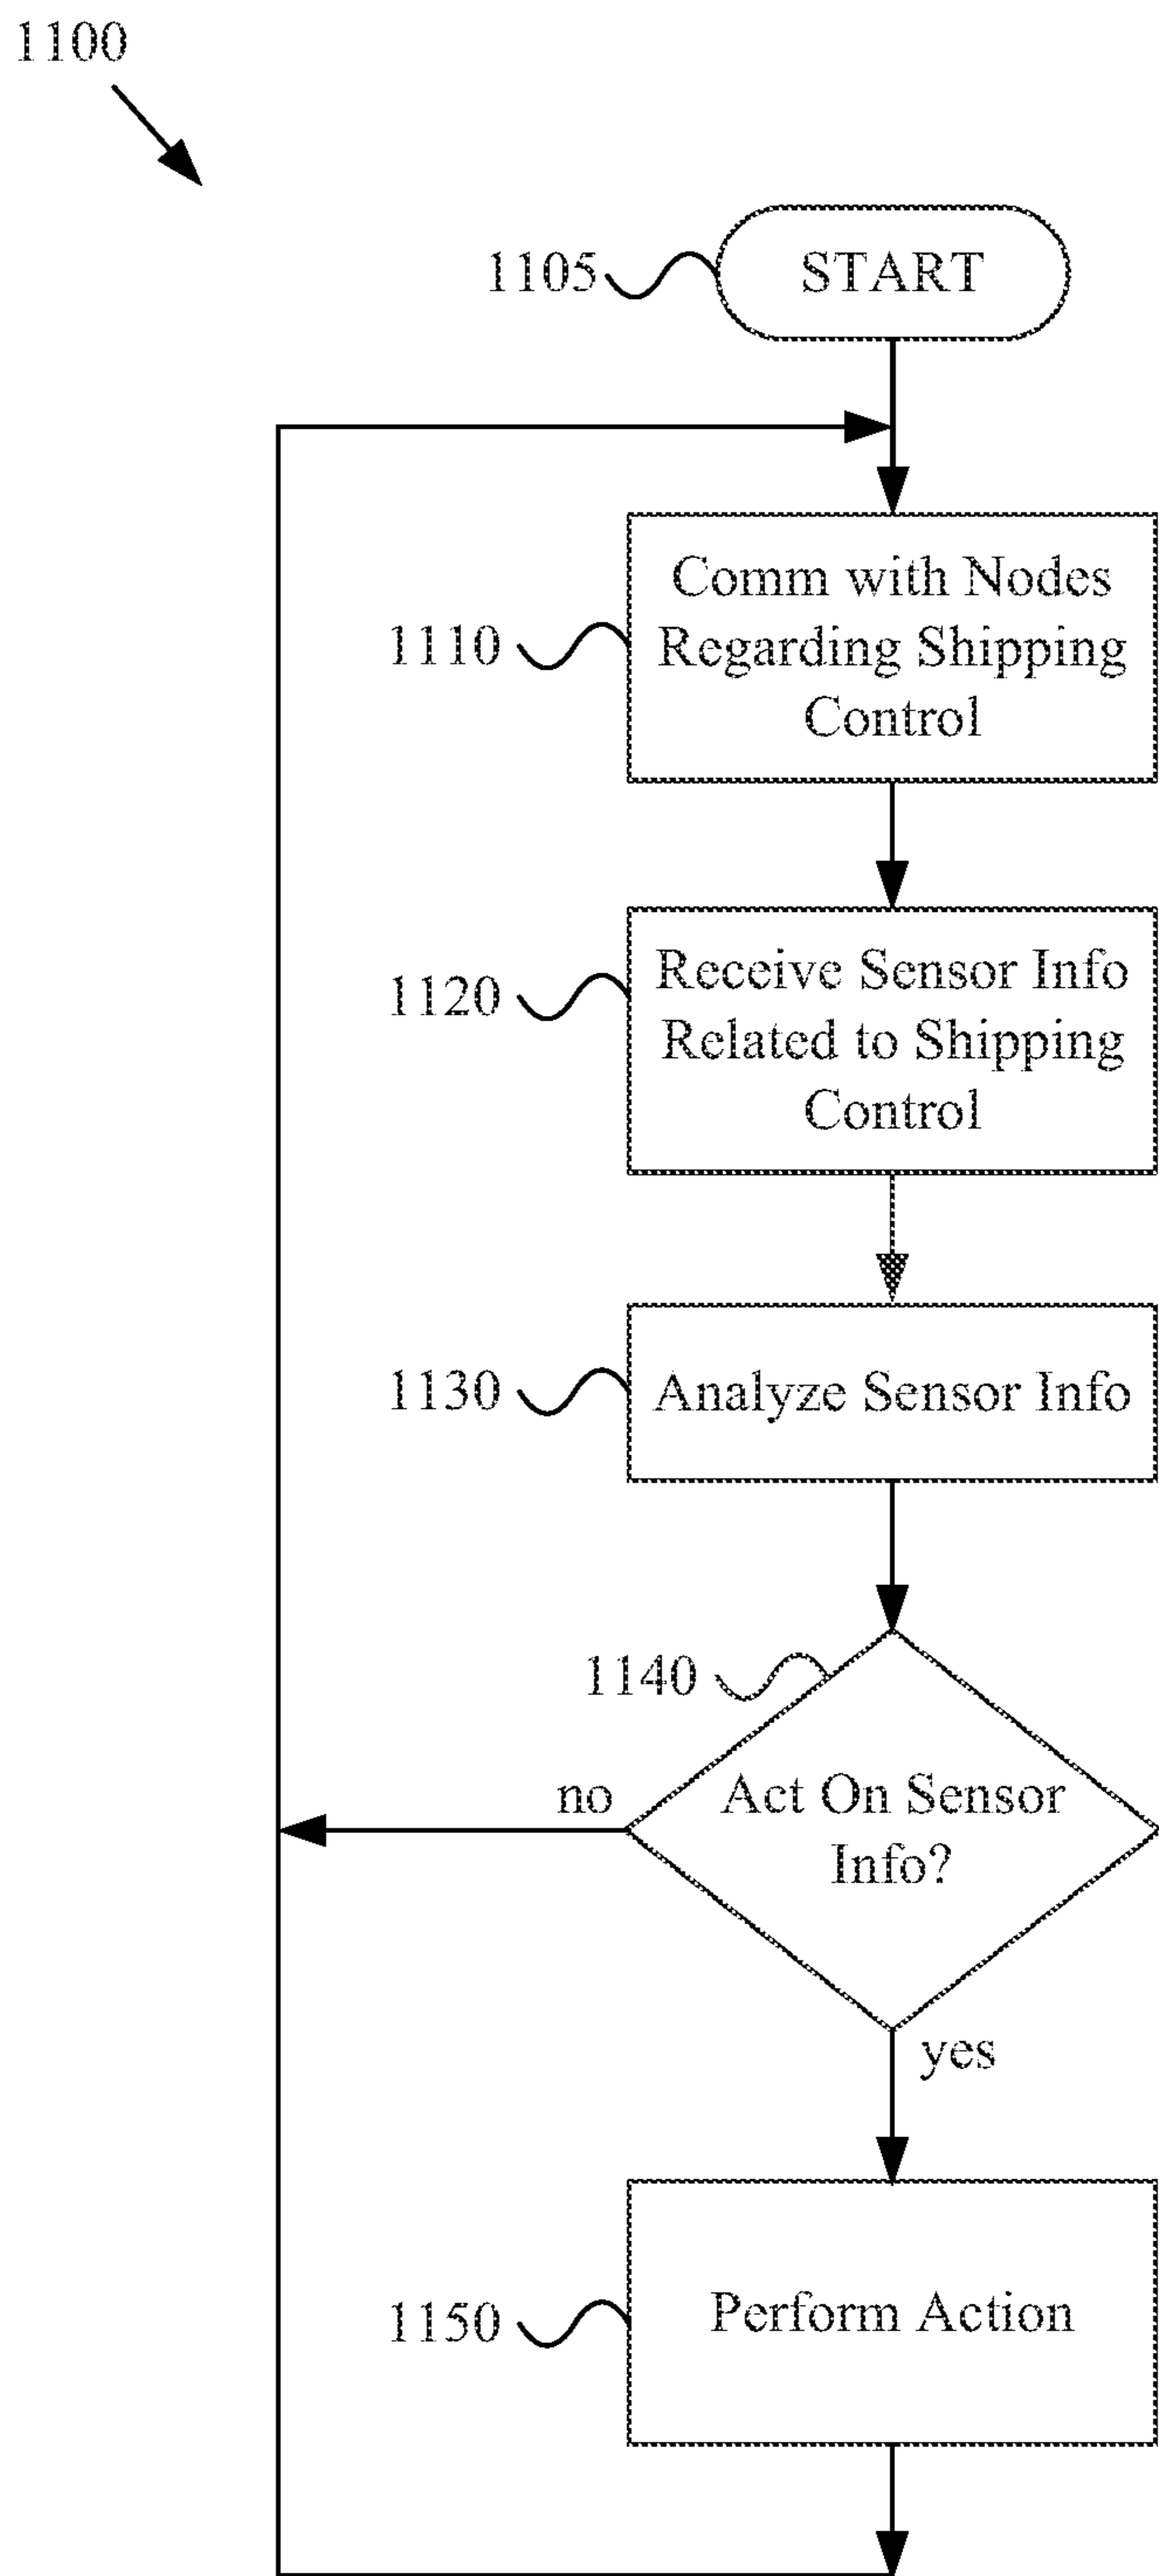 1100
1105
START
1110
Comm with Nodes
Regarding Shipping
Control
1120
Receive Sensor Info
Related to Shipping
Control
1130
Analyze Sensor Info
1140
no
Act On Sensor
Info?
yes
1150
Perform Action